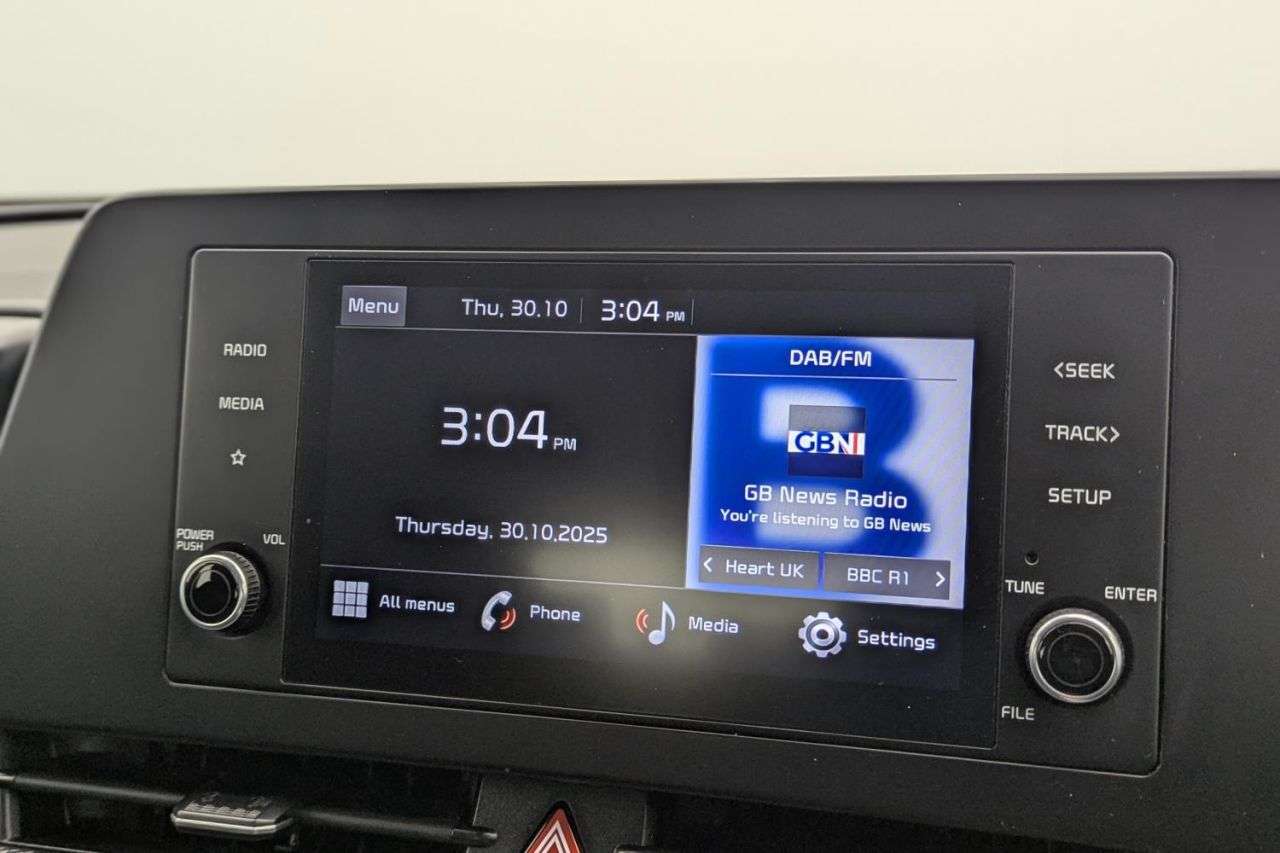 Menu
Thu, 30.10
3:04 PM
RADIO
MEDIA
POWER
PUSH
VOL
3:04 PM
Thursday, 30.10.2025
DAB/FM
GBN
GB News Radio
You're listening to GB News
< Heart UK
BBC R1 >
All menus
Phone
Media
Settings
<SEEK
TRACK>
SETUP
TUNE
ENTER
FILE